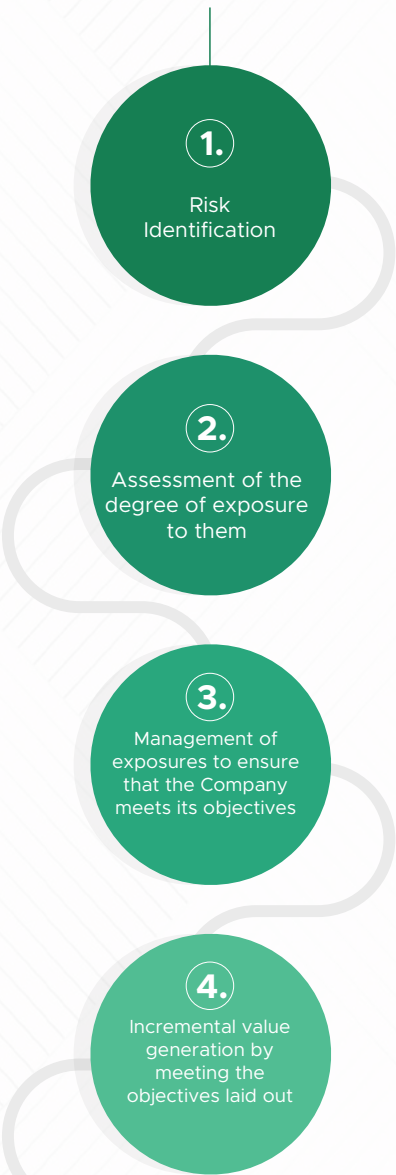 1.
Risk
Identification
2.
Assessment of the
degree of exposure
to them
3.
Management of
exposures to ensure
that the Company
meets its objectives
4.
Incremental value
generation by
meeting the
objectives laid out